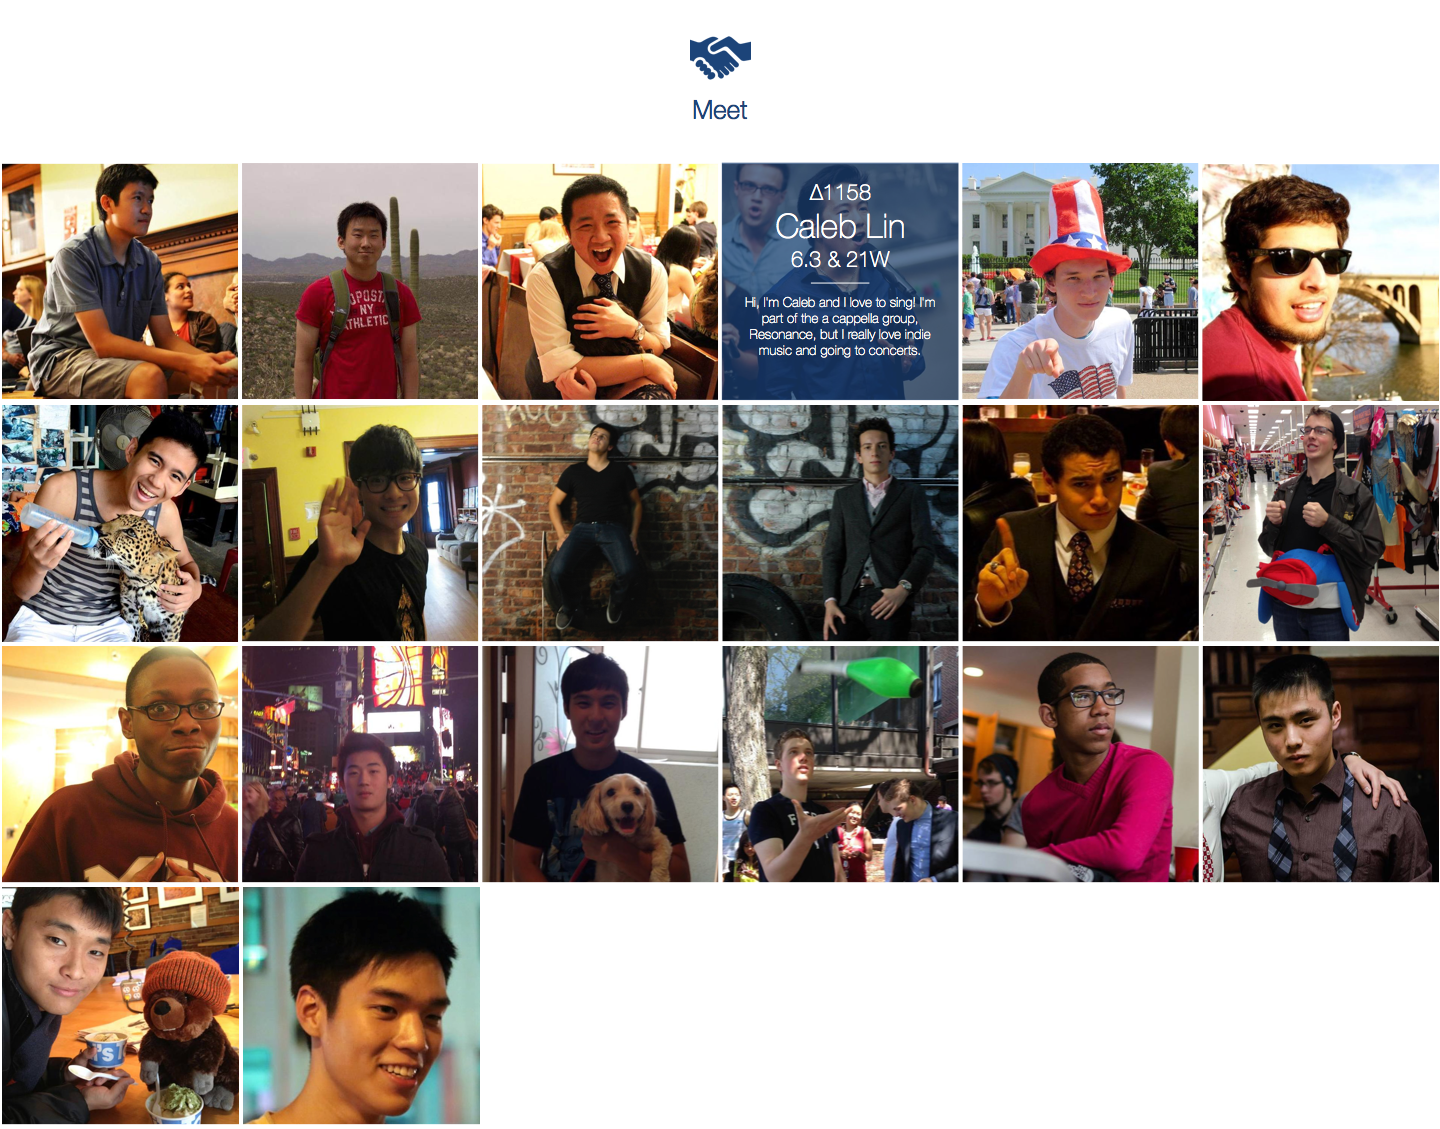 Meet
Δ1158
Caleb Lin
6.3 & 21W
Hi, I'm Caleb and I love to sing! I'm
part of the a cappella group,
Resonance, but I really love indie
music and going to concerts.
NY
ATHLETIC